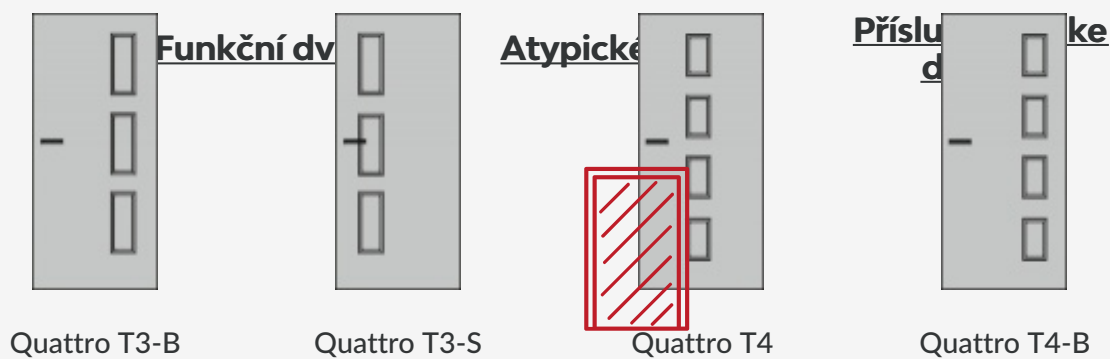 Funkční dv
Atypické
Příslu ke
d
Quattro T3-B
Quattro T3-S
Quattro T4
Quattro T4-B